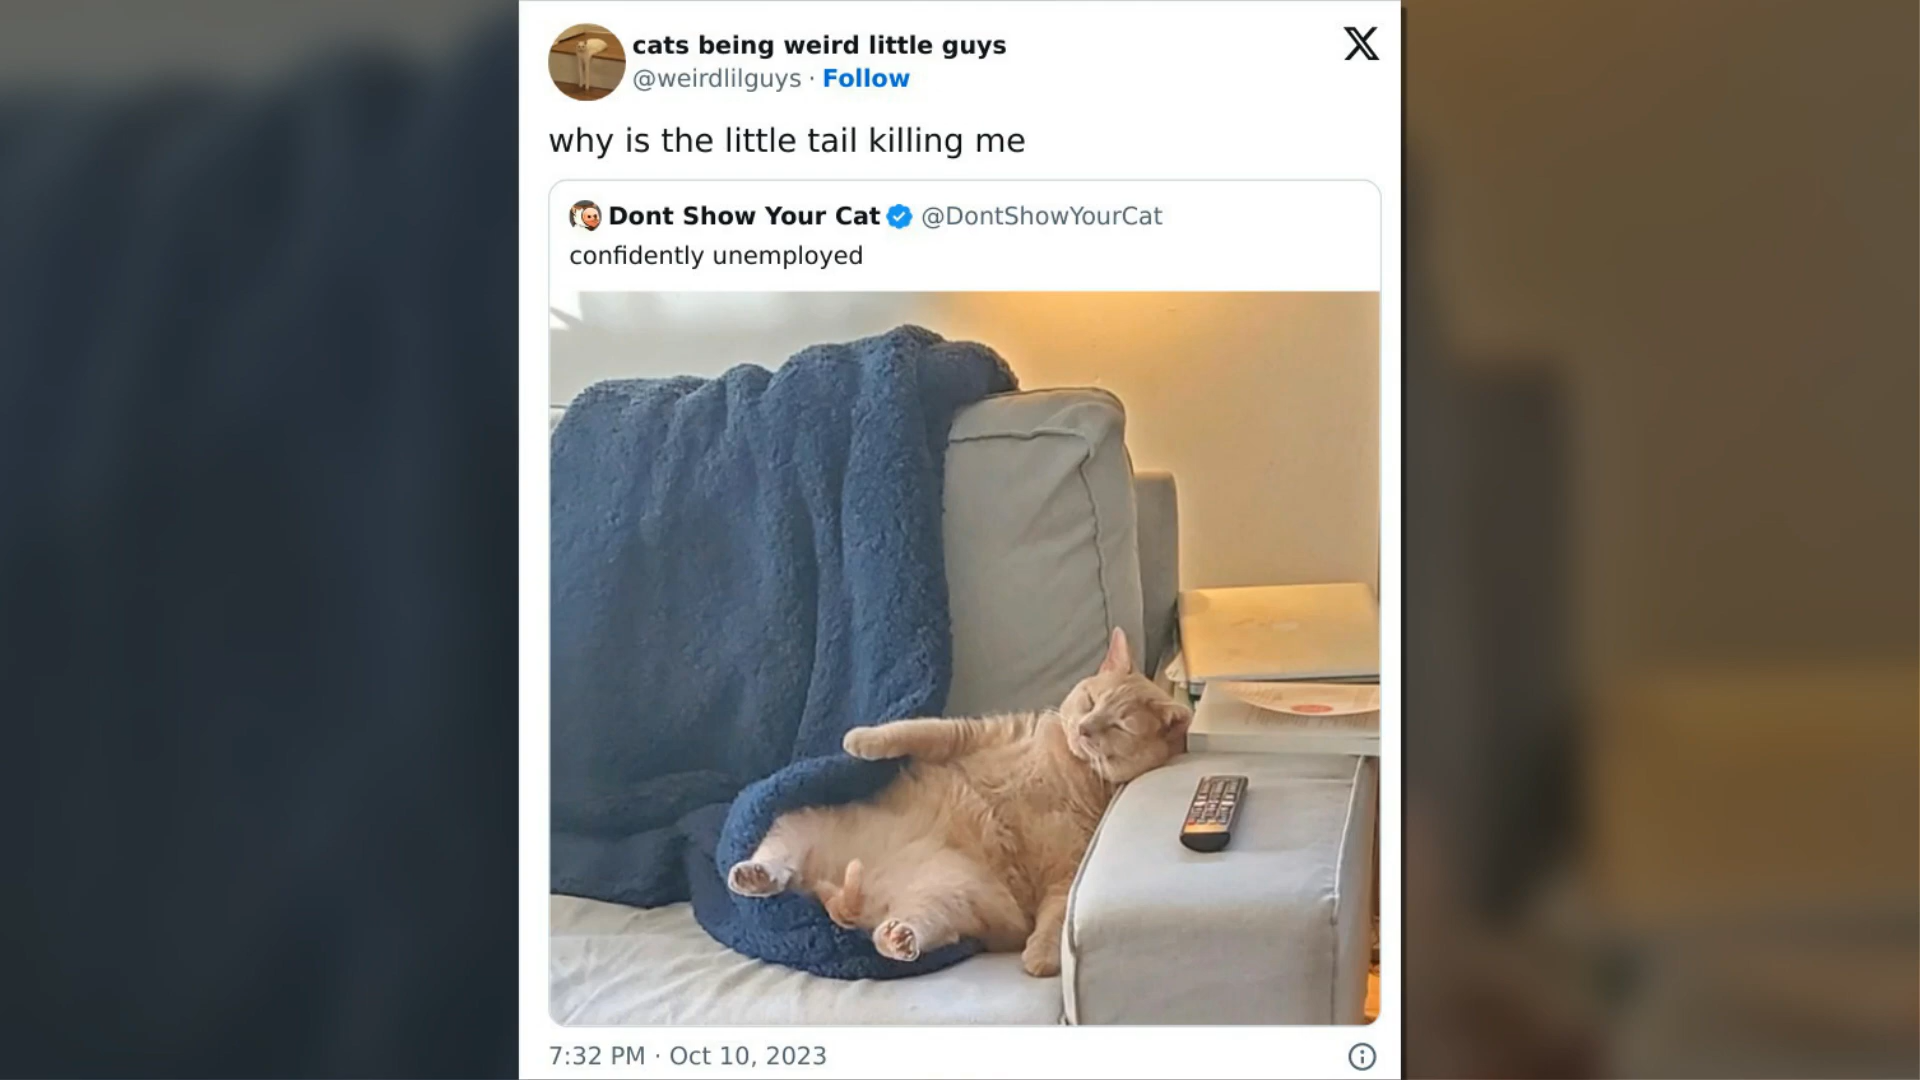 cats being weird little guys
@weirdlilguys · Follow
why is the little tail killing me
Dont Show Your Cat @DontShowYourCat
confidently unemployed
7:32 PM · Oct 10, 2023